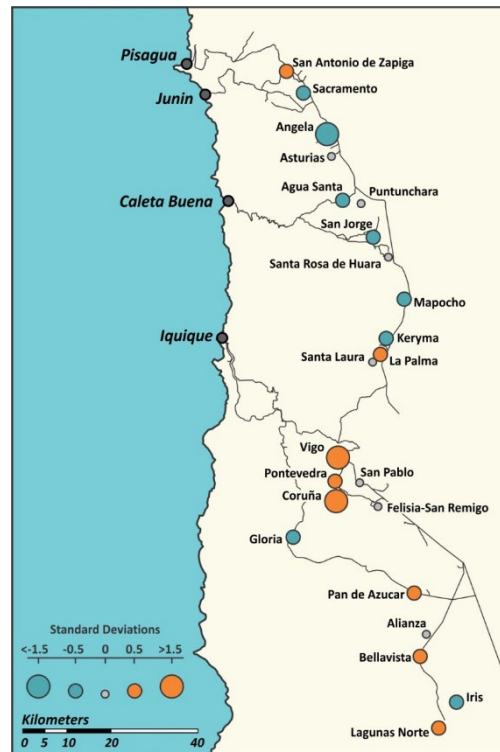 Pisagua
San Antonio de Zapiga
Junin
Sacramento
Angela
Asturias
Agua Santa
Puntunchara
Caleta Buena
San Jorge
Santa Rosa de Huara
Mapocho
Iquique
Keryma
Santa Laura
La Palma
Vigo
Pontevedra
San Pablo
Coruña
Felisia-San Remigo
Gloria
Pan de Azucar
Alianza
Bellavista
Iris
Lagunas Norte
Standard Deviations
<-1.5 -0.5 0 0.5 >1.5
Kilometers
0 5 10 20 40